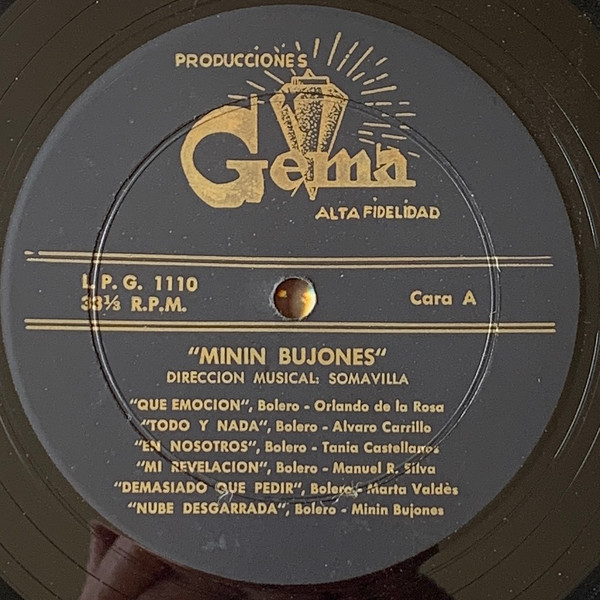 PRODUCCIONES
Gema
ALTA FIDELIDAD
L.P.G. 1110
33⅓ R.P.M.
Cara A
"MININ BUJONES"
DIRECCION MUSICAL: SOMAVILLA
"QUE EMOCION", Bolero - Orlando de la Rosa
"TODO Y NADA", Bolero - Alvaro Carrillo
"EN NOSOTROS", Bolero - Tania Castellanos
"MI REVELACION", Bolero - Manuel R. Silva
"DEMASIADO QUE PEDIR", Bolero - Marta Valdès
"NUBE DESGARRADA", Bolero - Minin Bujones